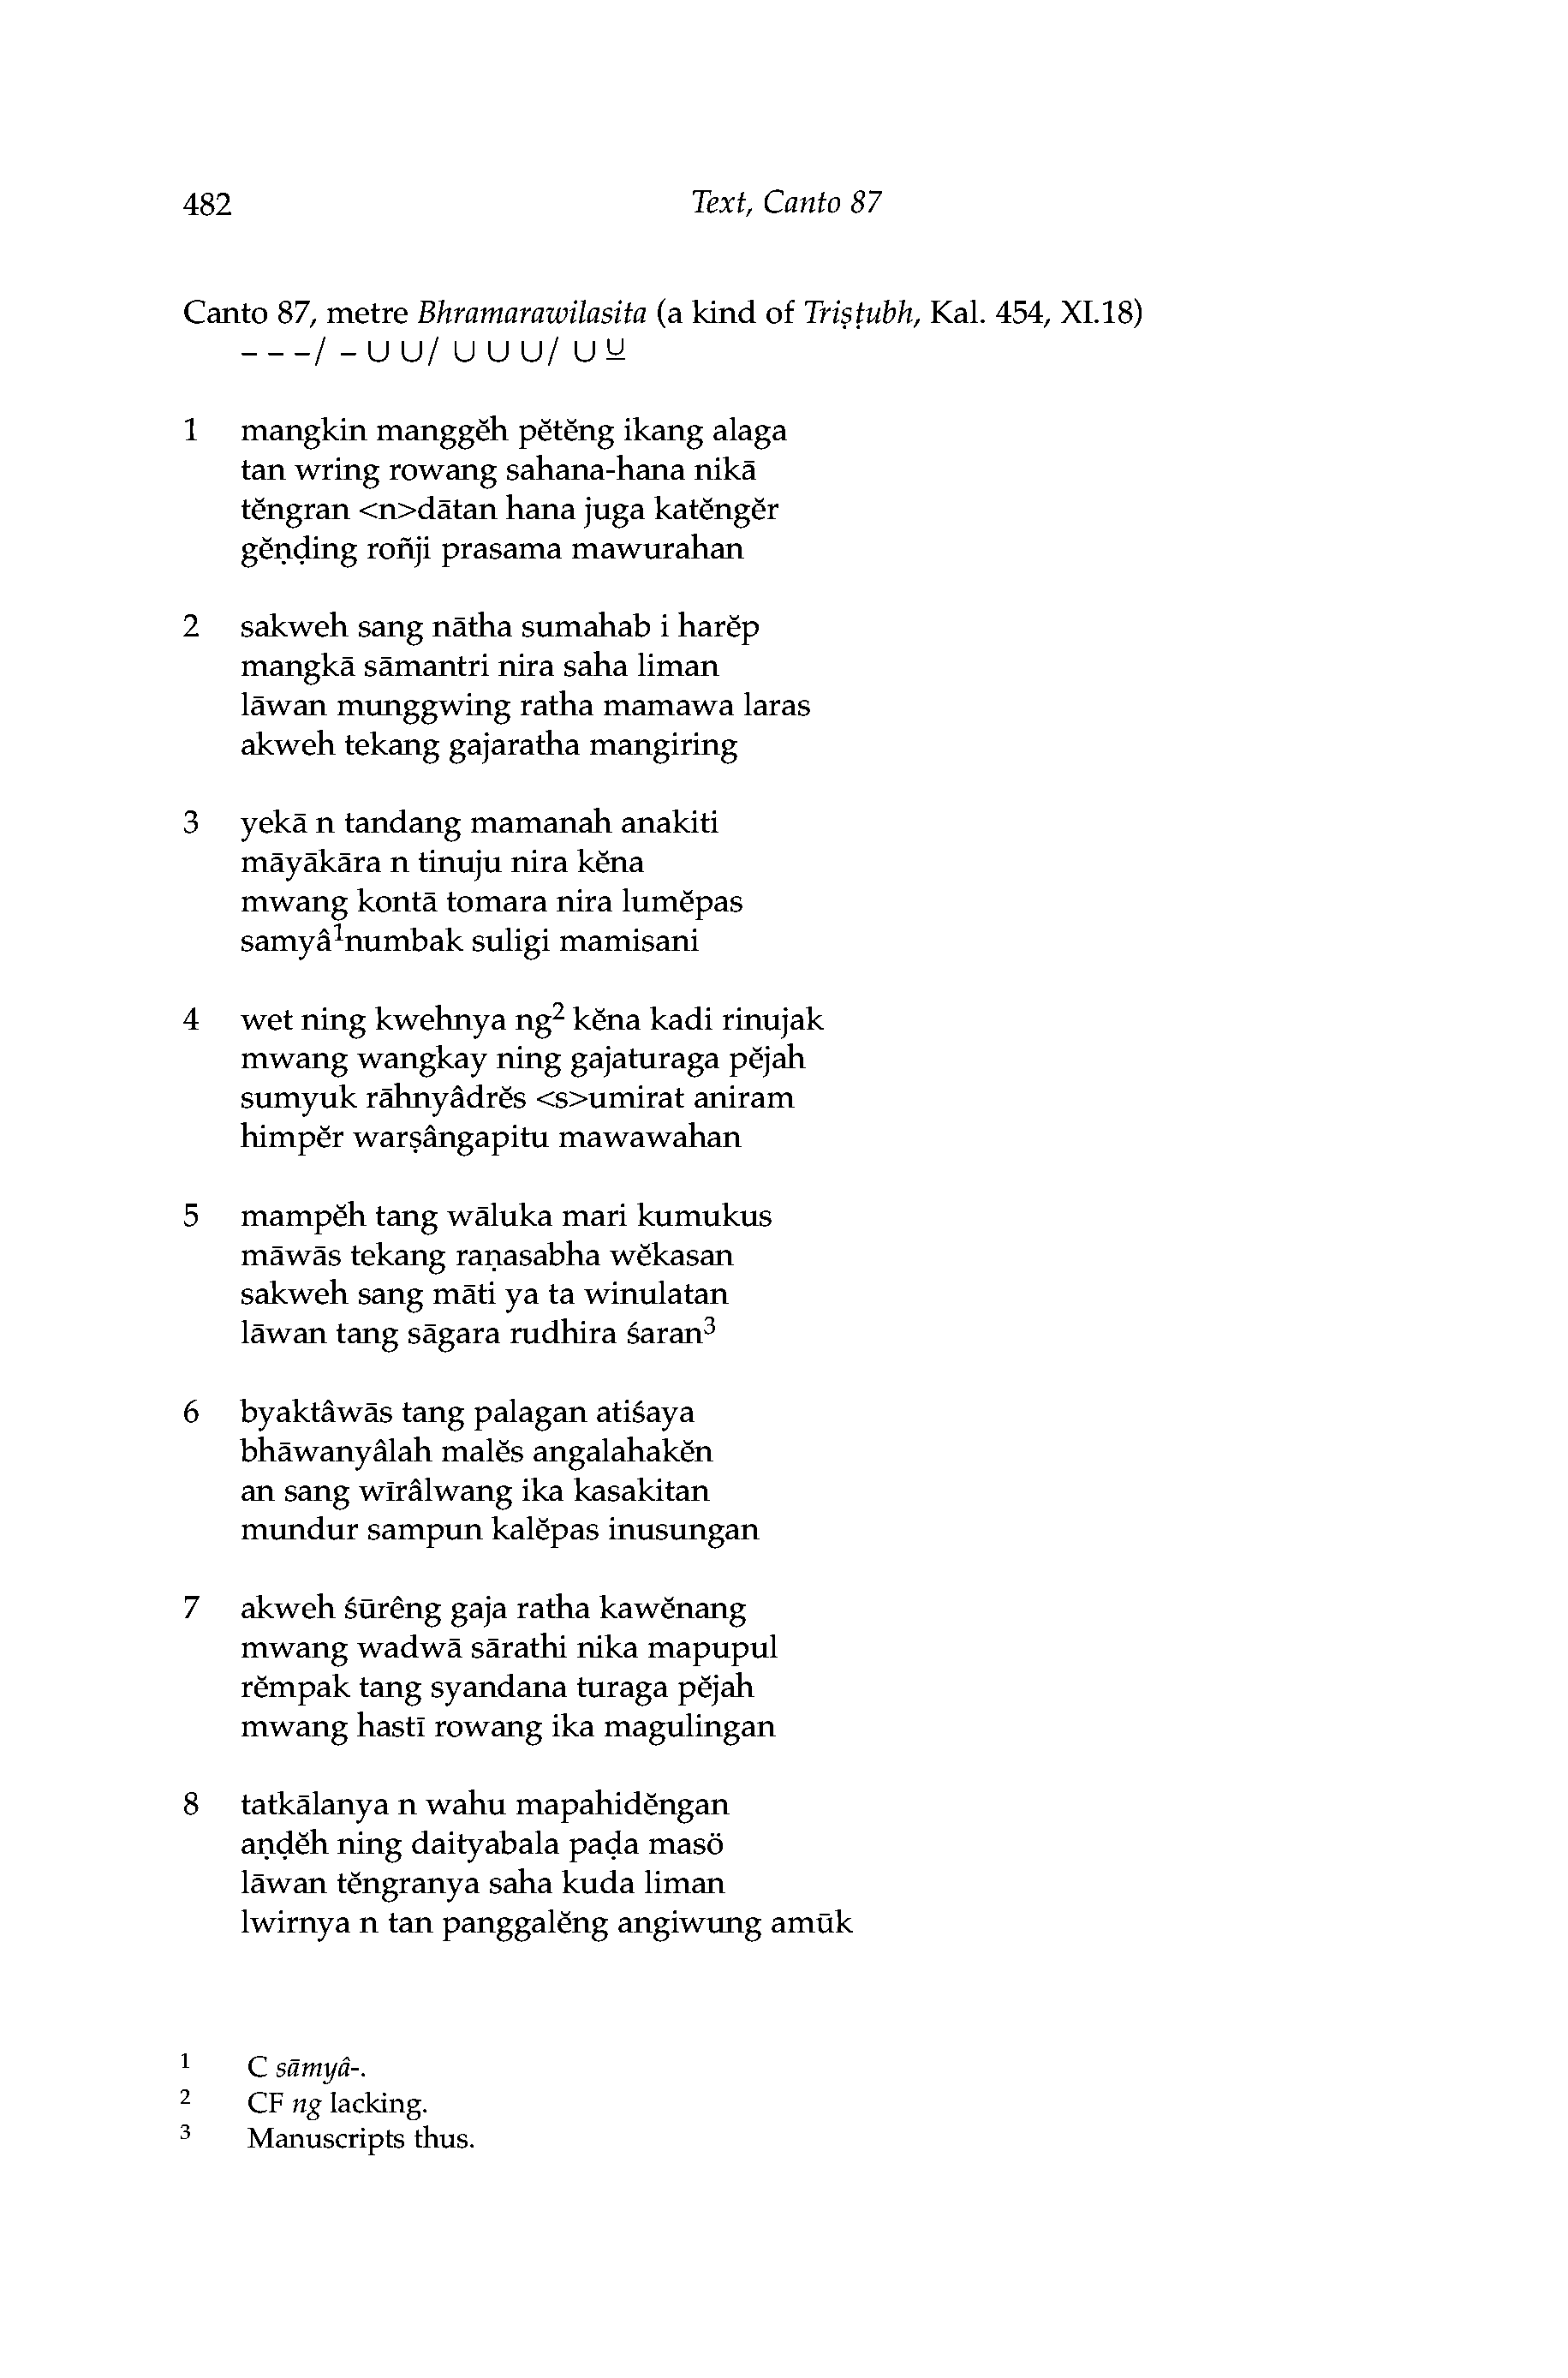 482 Text, Canto 87
Canto 87, metre Bhramarawilasita (a kind of Triṣṭubh, Kal. 454, XI.18)
– – –/ – ∪ ∪/ ∪ ∪ ∪/ ∪ ∪̲
1 mangkin manggĕh pĕtĕng ikang alaga
tan wring rowang sahana-hana nikā
tĕngran <n>dātan hana juga katĕngĕr
gĕṇḍing roñji prasama mawurahan
2 sakweh sang nātha sumahab i harĕp
mangkā sāmantri nira saha liman
lāwan munggwing ratha mamawa laras
akweh tekang gajaratha mangiring
3 yekā n tandang mamanah anakiti
māyākāra n tinuju nira kĕna
mwang kontā tomara nira lumĕpas
samyâ¹numbak suligi mamisani
4 wet ning kwehnya ng² kĕna kadi rinujak
mwang wangkay ning gajaturaga pĕjah
sumyuk rāhnyâdrĕs <s>umirat aniram
himpĕr warṣângapitu mawawahan
5 mampĕh tang wāluka mari kumukus
māwās tekang raṇasabha wĕkasan
sakweh sang māti ya ta winulatan
lāwan tang sāgara rudhira śaran³
6 byaktâwās tang palagan atiśaya
bhāwanyâlah malĕs angalahakĕn
an sang wīrâlwang ika kasakitan
mundur sampun kalĕpas inusungan
7 akweh śūrêng gaja ratha kawĕnang
mwang wadwā sārathi nika mapupul
rĕmpak tang syandana turaga pĕjah
mwang hastī rowang ika magulingan
8 tatkālanya n wahu mapahidĕngan
aṇḍĕh ning daityabala paḍa masö
lāwan tĕngranya saha kuda liman
lwirnya n tan panggalĕng angiwung amūk
1 C sāmyâ-.
2 CF ng lacking.
3 Manuscripts thus.